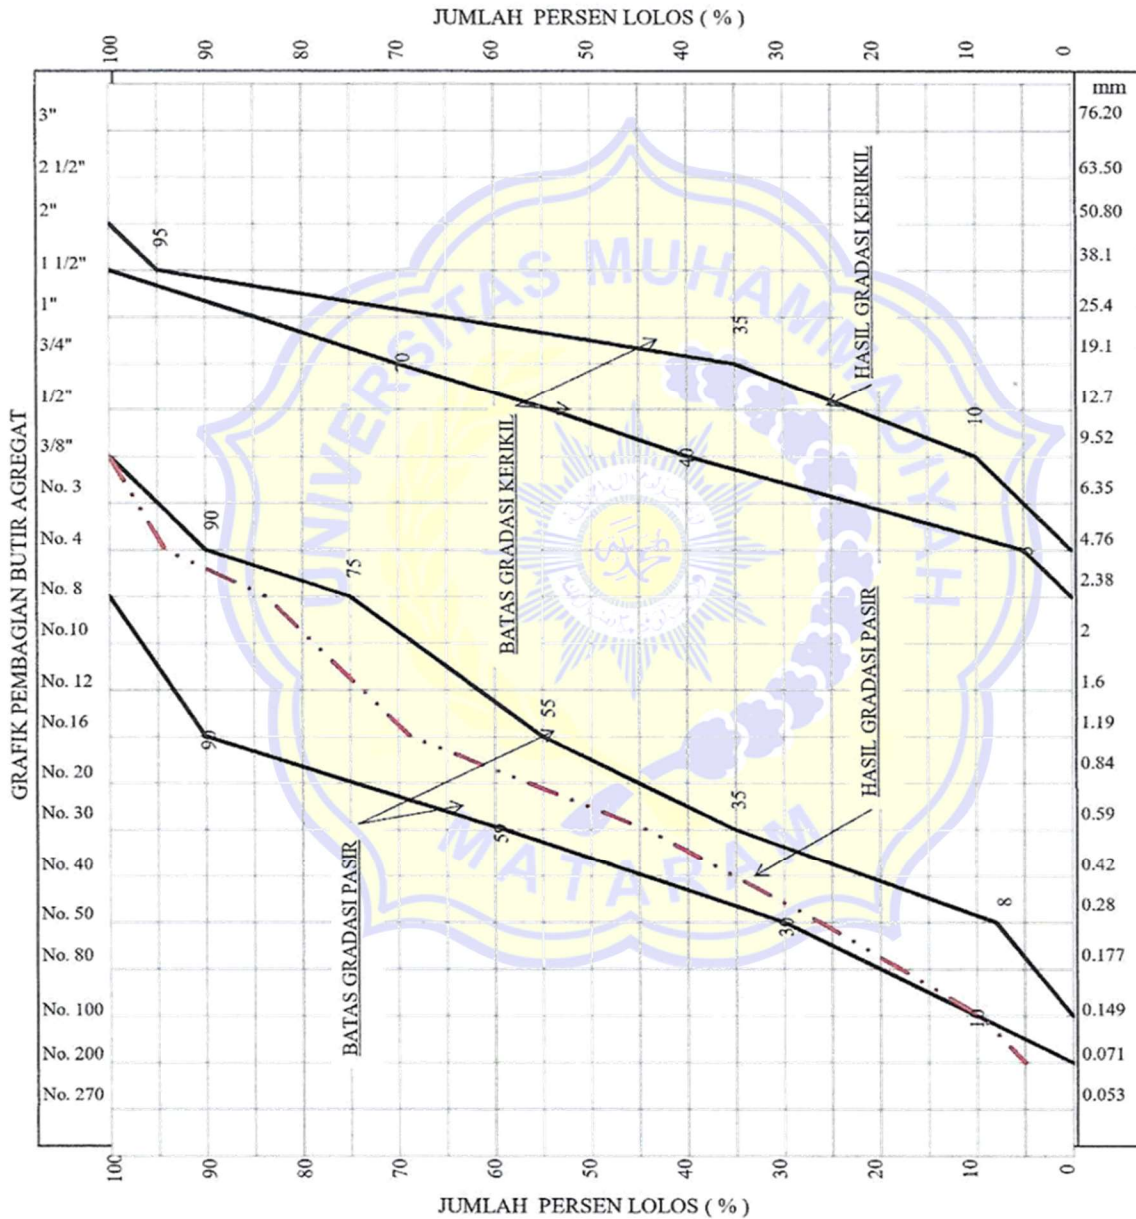 JUMLAH PERSEN LOLOS ( % )
100 90 80 70 60 50 40 30 20 10 0
GRAFIK PEMBAGIAN BUTIR AGREGAT
mm
3" 76.20
2 1/2" 63.50
2" 50.80
1 1/2" 38.1
1" 25.4
3/4" 19.1
1/2" 12.7
3/8" 9.52
No. 3 6.35
No. 4 4.76
No. 8 2.38
No.10 2
No. 12 1.6
No.16 1.19
No. 20 0.84
No. 30 0.59
No. 40 0.42
No. 50 0.28
No. 80 0.177
No. 100 0.149
No. 200 0.071
No. 270 0.053
95
35
70
10
40
5
90
75
55
90
35
59
8
30
10
HASIL GRADASI KERIKIL
BATAS GRADASI KERIKIL
HASIL GRADASI PASIR
BATAS GRADASI PASIR
UNIVERSITAS MUHAMMADIYAH
MATARAM
100 90 80 70 60 50 40 30 20 10 0
JUMLAH PERSEN LOLOS ( % )